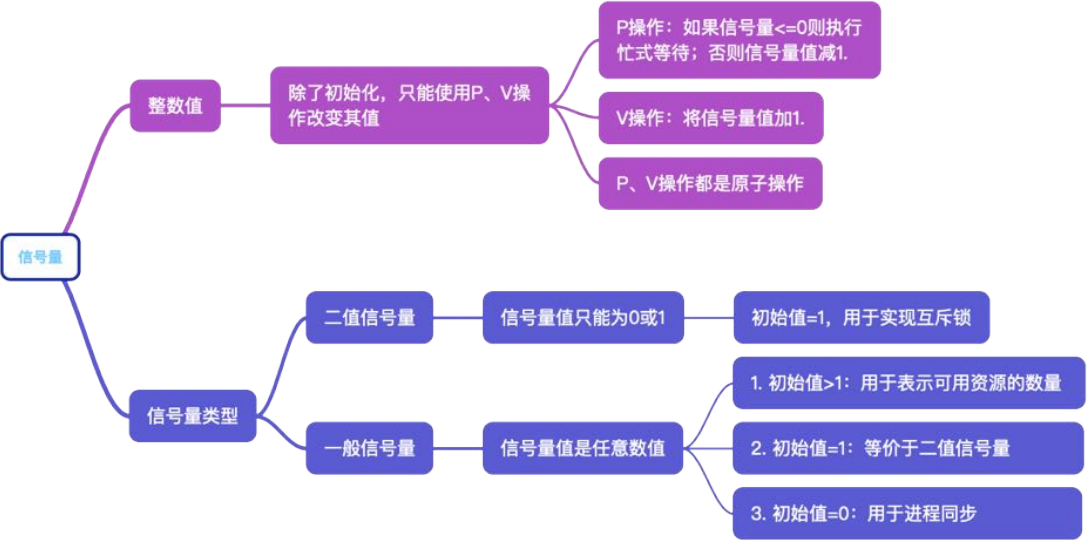 信号量
整数值
除了初始化，只能使用P、V操
作改变其值
P操作：如果信号量<=0则执行
忙式等待；否则信号量值减1.
V操作：将信号量值加1.
P、V操作都是原子操作
信号量类型
二值信号量
信号量值只能为0或1
初始值=1，用于实现互斥锁
一般信号量
信号量值是任意数值
1. 初始值>1：用于表示可用资源的数量
2. 初始值=1：等价于二值信号量
3. 初始值=0：用于进程同步